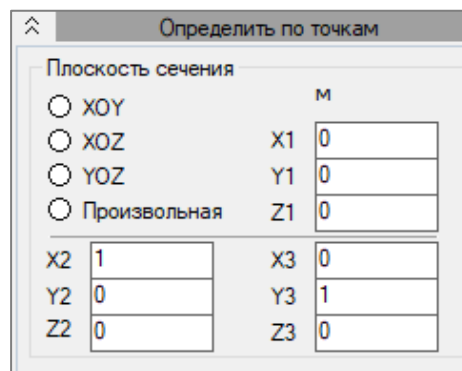 Определить по точкам
Плоскость сечения
XOY
м
XOZ
X1 0
YOZ
Y1 0
Произвольная
Z1 0
X2 1
X3 0
Y2 0
Y3 1
Z2 0
Z3 0